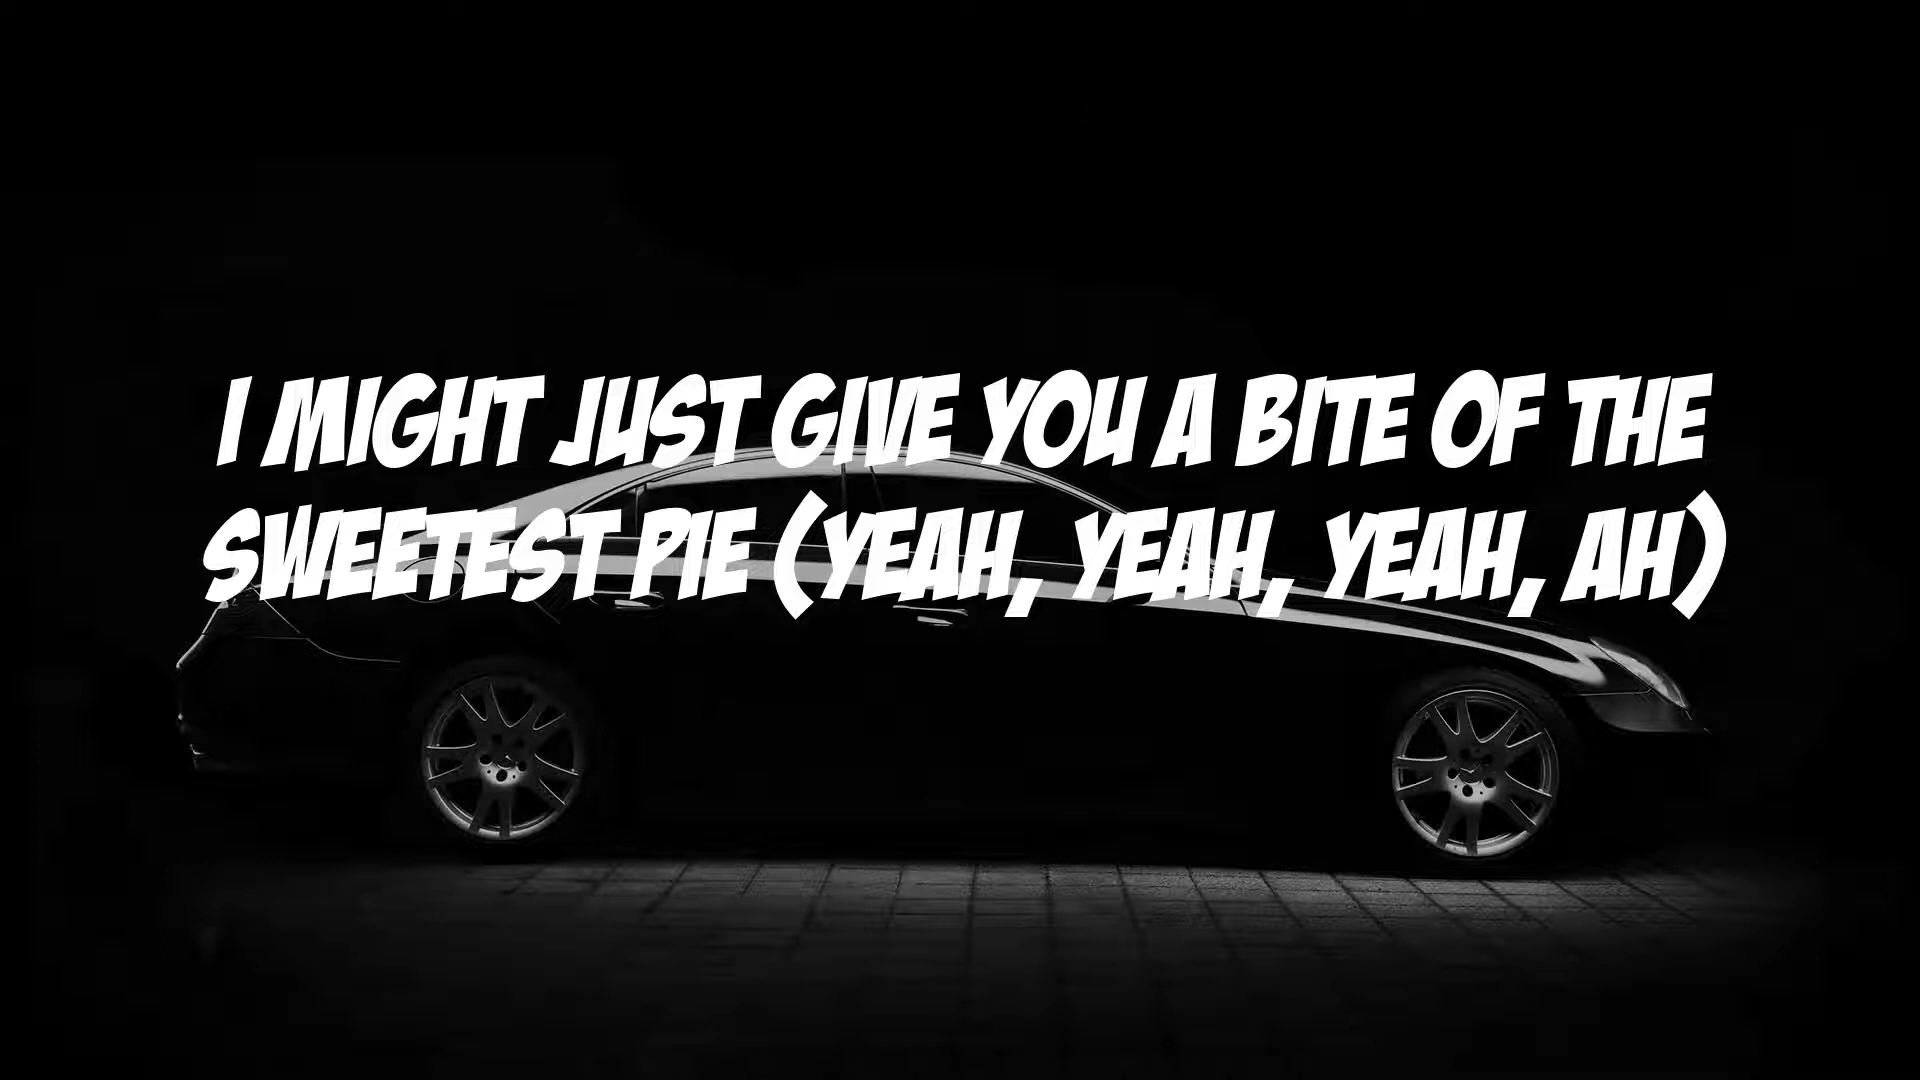 I MIGHT JUST GIVE YOU A BITE OF THE
SWEETEST PIE (YEAH, YEAH, YEAH, AH)